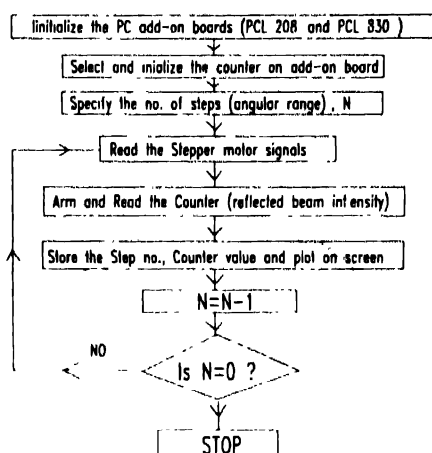 Iinitialize the PC add-on boards (PCL 208 and PCL 830 )
Select and inialize the counter on add-on board
Specify the no. of steps (angular range) , N
Read the Stepper motor signals
Arm and Read the Counter (reflected beam intensity)
Store the Step no., Counter value and plot on screen
N=N-1
NO
Is N=0 ?
STOP